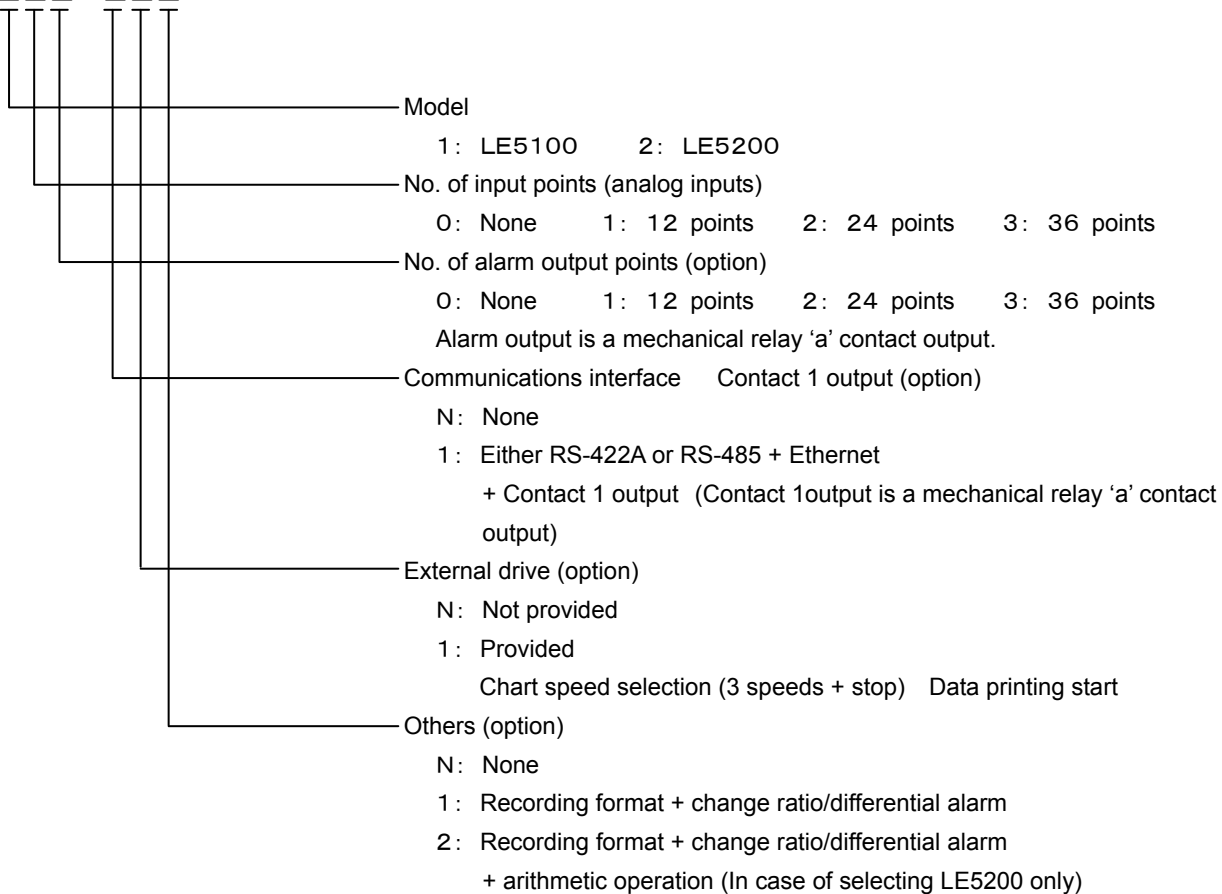 Model
1: LE5100 2: LE5200
No. of input points (analog inputs)
0: None 1: 12 points 2: 24 points 3: 36 points
No. of alarm output points (option)
0: None 1: 12 points 2: 24 points 3: 36 points
Alarm output is a mechanical relay ‘a’ contact output.
Communications interface Contact 1 output (option)
N: None
1: Either RS-422A or RS-485 + Ethernet
+ Contact 1 output (Contact 1output is a mechanical relay ‘a’ contact
output)
External drive (option)
N: Not provided
1: Provided
Chart speed selection (3 speeds + stop) Data printing start
Others (option)
N: None
1: Recording format + change ratio/differential alarm
2: Recording format + change ratio/differential alarm
+ arithmetic operation (In case of selecting LE5200 only)